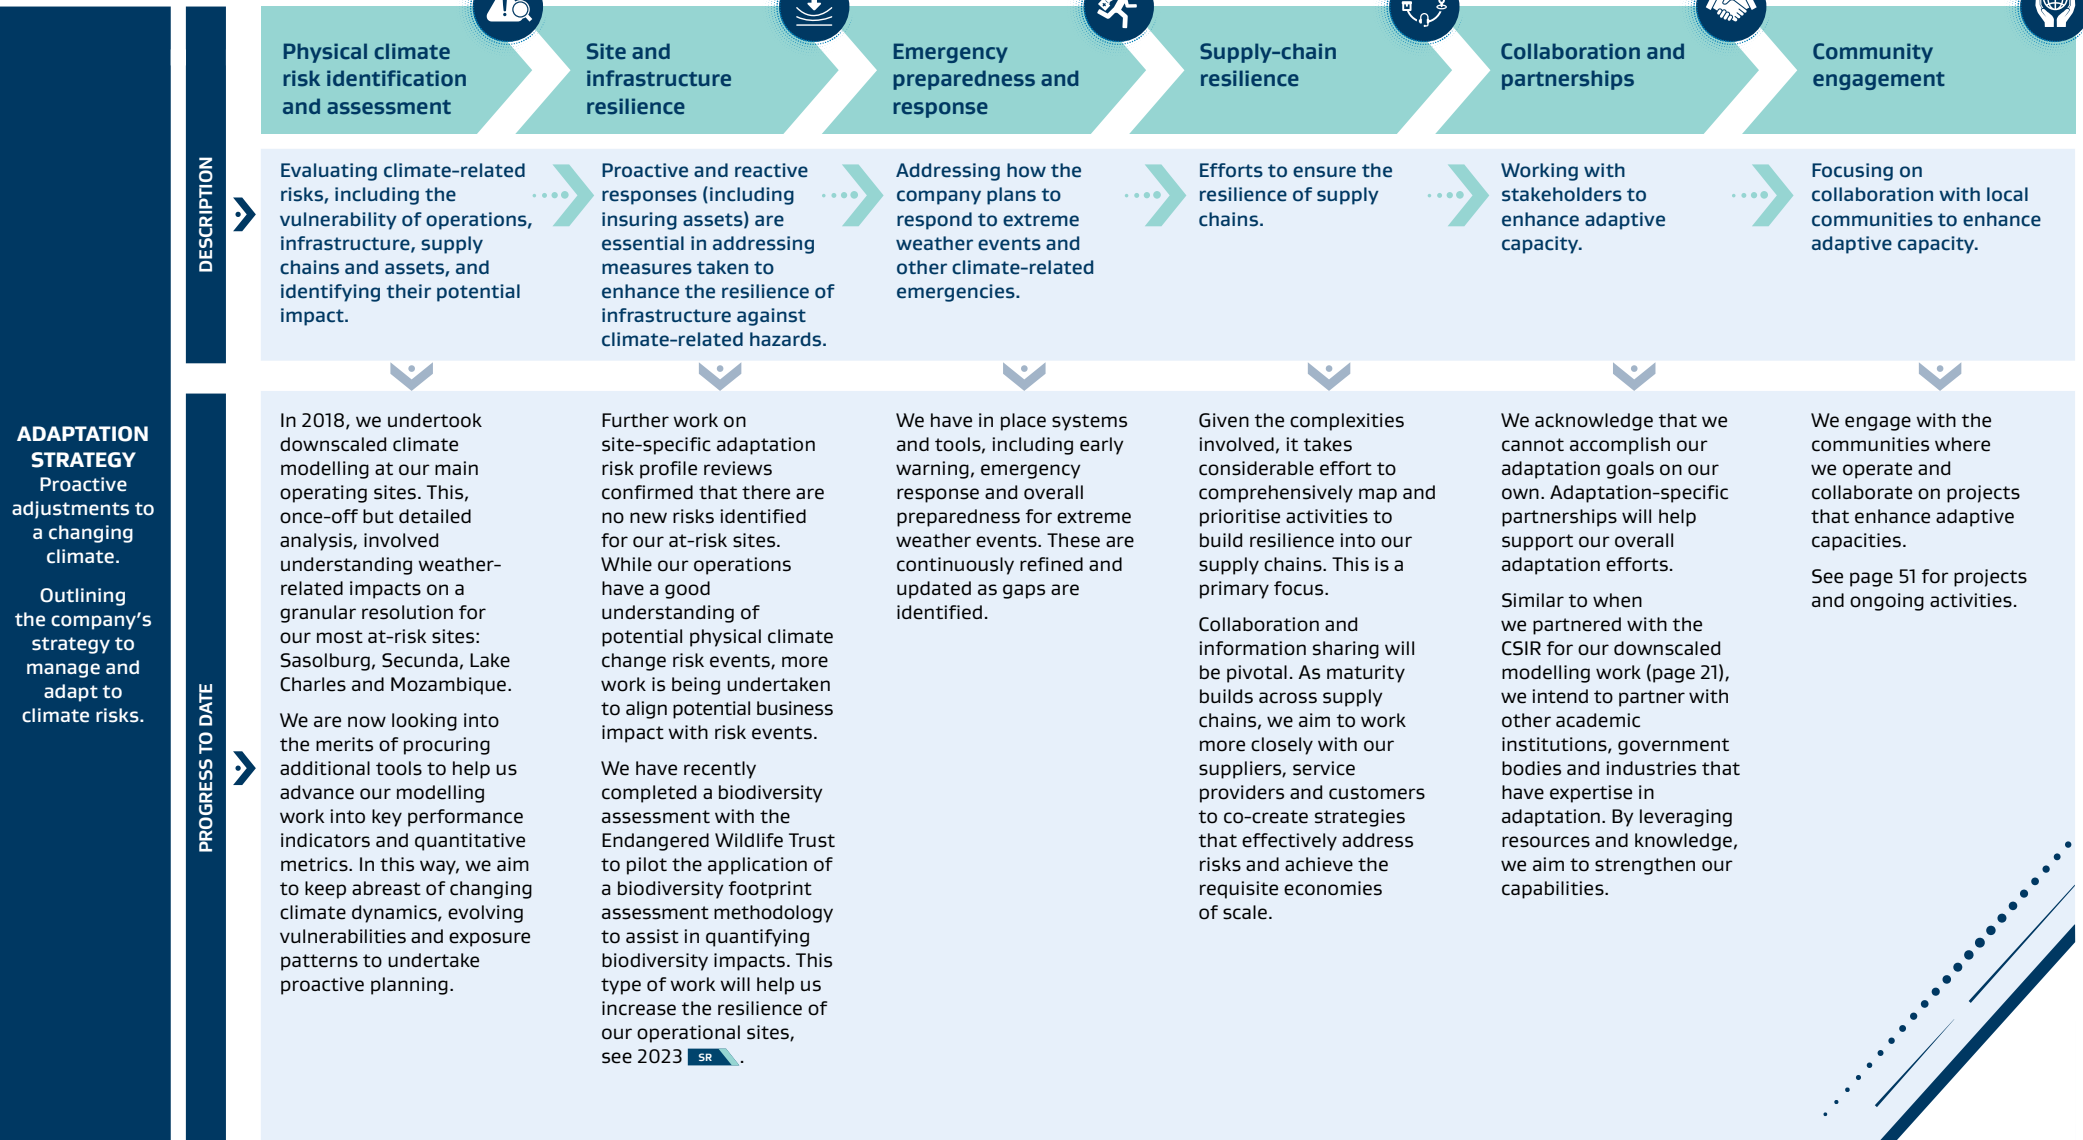 ADAPTATION
STRATEGY
Proactive
adjustments to
a changing
climate.
Outlining
the company's
strategy to
manage and
adapt to
climate risks.
Physical climate
risk identification
and assessment
Site and
infrastructure
resilience
Emergency
preparedness and
response
Supply-chain
resilience
Collaboration and
partnerships
Community
engagement
DESCRIPTION
Evaluating climate-related
risks, including the
vulnerability of operations,
infrastructure, supply
chains and assets, and
identifying their potential
impact.
Proactive and reactive
responses (including
insuring assets) are
essential in addressing
measures taken to
enhance the resilience of
infrastructure against
climate-related hazards.
Addressing how the
company plans to
respond to extreme
weather events and
other climate-related
emergencies.
Efforts to ensure the
resilience of supply
chains.
Working with
stakeholders to
enhance adaptive
capacity.
Focusing on
collaboration with local
communities to enhance
adaptive capacity.
PROGRESS TO DATE
In 2018, we undertook
downscaled climate
modelling at our main
operating sites. This,
once-off but detailed
analysis, involved
understanding weather-
related impacts on a
granular resolution for
our most at-risk sites:
Sasolburg, Secunda, Lake
Charles and Mozambique.
We are now looking into
the merits of procuring
additional tools to help us
advance our modelling
work into key performance
indicators and quantitative
metrics. In this way, we aim
to keep abreast of changing
climate dynamics, evolving
vulnerabilities and exposure
patterns to undertake
proactive planning.
Further work on
site-specific adaptation
risk profile reviews
confirmed that there are
no new risks identified
for our at-risk sites.
While our operations
have a good
understanding of
potential physical climate
change risk events, more
work is being undertaken
to align potential business
impact with risk events.
We have recently
completed a biodiversity
assessment with the
Endangered Wildlife Trust
to pilot the application of
a biodiversity footprint
assessment methodology
to assist in quantifying
biodiversity impacts. This
type of work will help us
increase the resilience of
our operational sites,
see 2023 SR .
We have in place systems
and tools, including early
warning, emergency
response and overall
preparedness for extreme
weather events. These are
continuously refined and
updated as gaps are
identified.
Given the complexities
involved, it takes
considerable effort to
comprehensively map and
prioritise activities to
build resilience into our
supply chains. This is a
primary focus.
Collaboration and
information sharing will
be pivotal. As maturity
builds across supply
chains, we aim to work
more closely with our
suppliers, service
providers and customers
to co-create strategies
that effectively address
risks and achieve the
requisite economies
of scale.
We acknowledge that we
cannot accomplish our
adaptation goals on our
own. Adaptation-specific
partnerships will help
support our overall
adaptation efforts.
Similar to when
we partnered with the
CSIR for our downscaled
modelling work (page 21),
we intend to partner with
other academic
institutions, government
bodies and industries that
have expertise in
adaptation. By leveraging
resources and knowledge,
we aim to strengthen our
capabilities.
We engage with the
communities where
we operate and
collaborate on projects
that enhance adaptive
capacities.
See page 51 for projects
and ongoing activities.